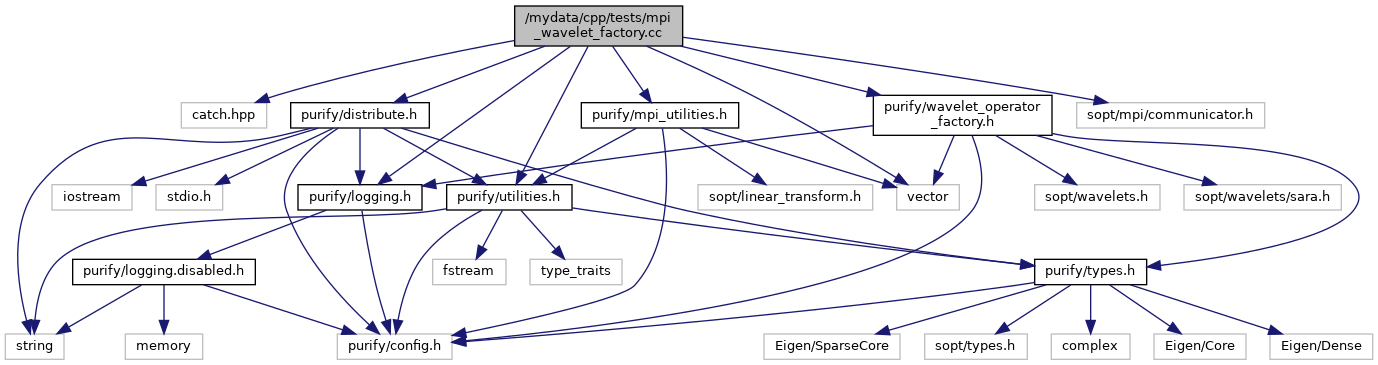 /mydata/cpp/tests/mpi
_wavelet_factory.cc
catch.hpp
purify/distribute.h
purify/mpi_utilities.h
purify/wavelet_operator
_factory.h
sopt/mpi/communicator.h
iostream
stdio.h
purify/logging.h
purify/utilities.h
sopt/linear_transform.h
vector
sopt/wavelets.h
sopt/wavelets/sara.h
purify/logging.disabled.h
fstream
type_traits
purify/types.h
string
memory
purify/config.h
Eigen/SparseCore
sopt/types.h
complex
Eigen/Core
Eigen/Dense